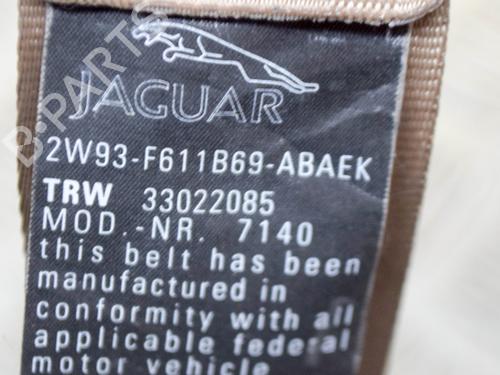 JAGUAR
2W93-F611B69-ABAEK
TRW 33022085
MOD.-NR. 7140
this belt has been
manufactured in
conformity with all
applicable federal
motor vehicle
B-PARTS